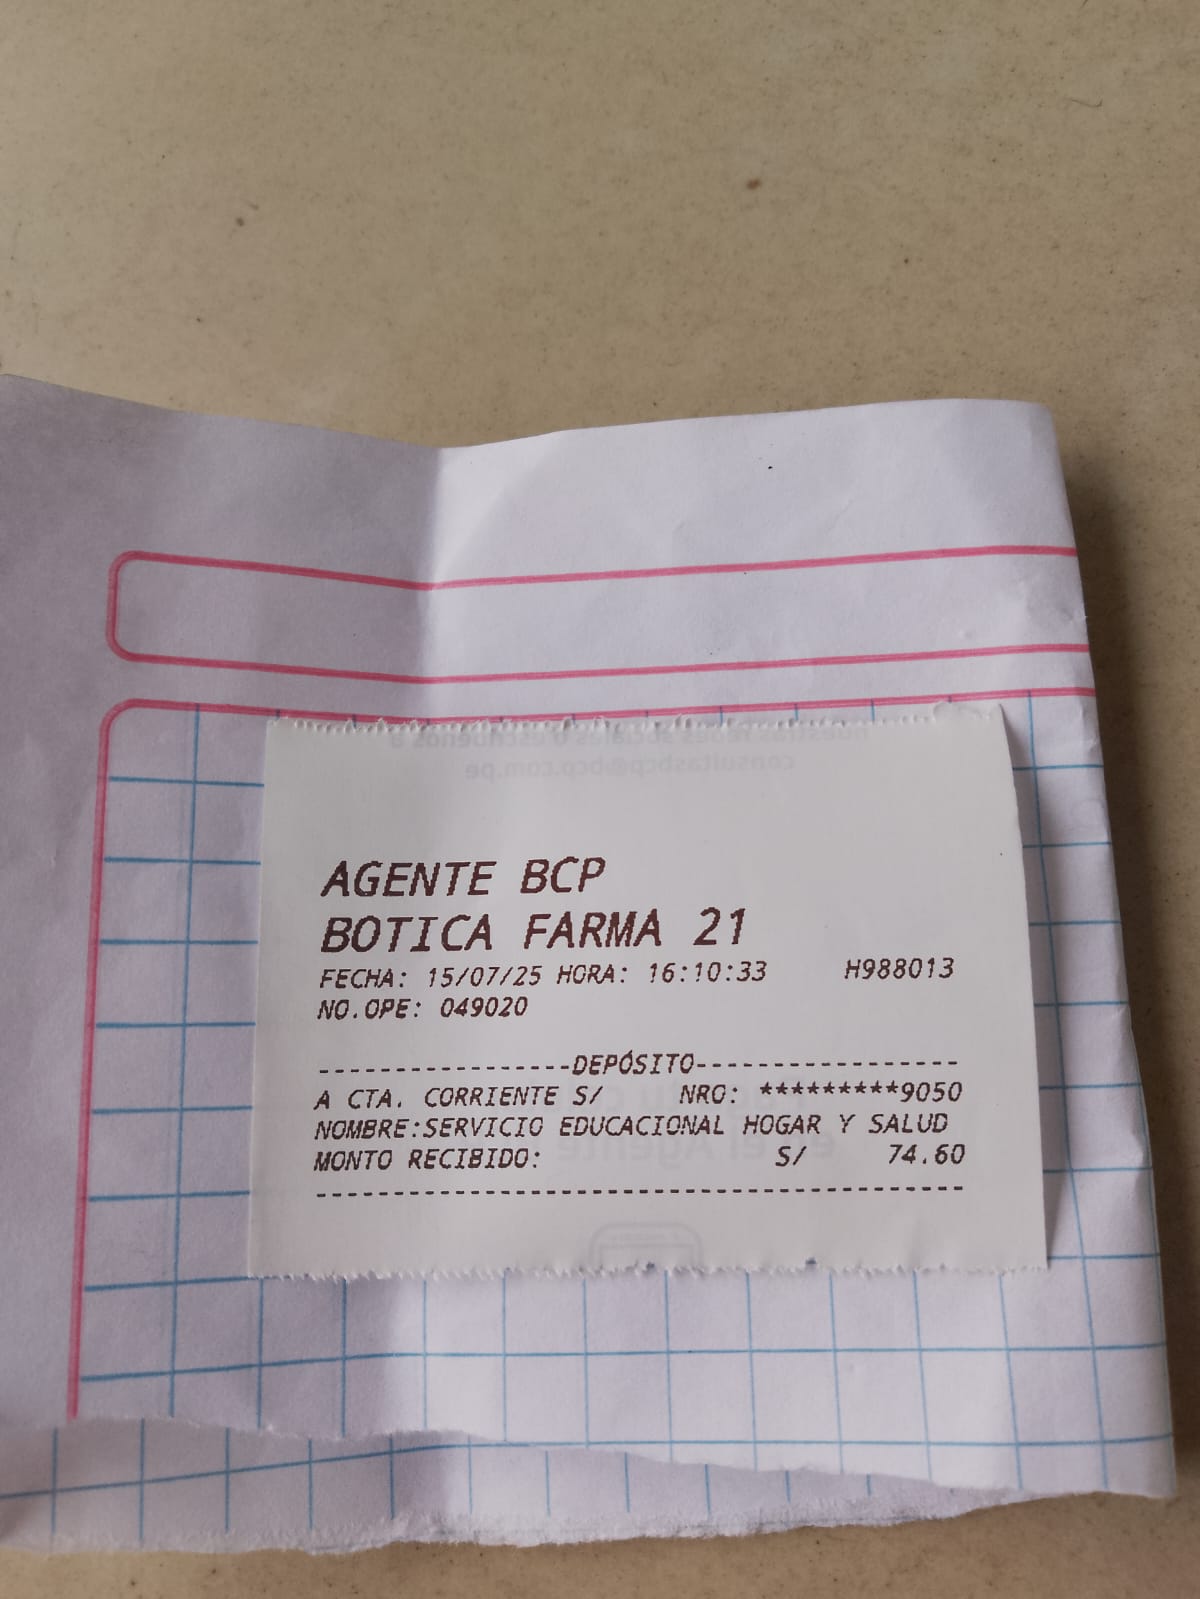 AGENTE BCP
BOTICA FARMA 21
FECHA: 15/07/25 HORA: 16:10:33 H988013
NO.OPE: 049020
-------------------DEPÓSITO-------------------
A CTA. CORRIENTE S/ NRO: *********9050
NOMBRE:SERVICIO EDUCACIONAL HOGAR Y SALUD
MONTO RECIBIDO: S/ 74.60